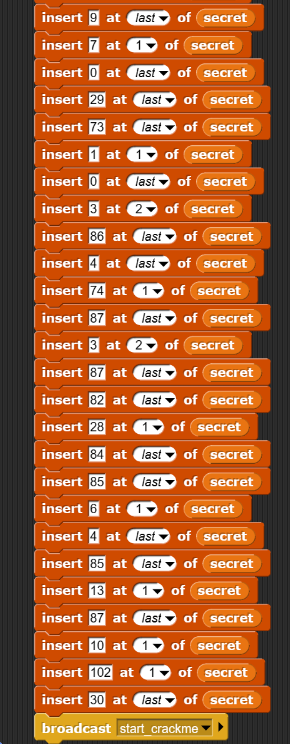 insert 9 at last of secret
insert 7 at 1 of secret
insert 0 at last of secret
insert 29 at last of secret
insert 73 at last of secret
insert 1 at 1 of secret
insert 0 at last of secret
insert 3 at 2 of secret
insert 86 at last of secret
insert 4 at last of secret
insert 74 at 1 of secret
insert 87 at last of secret
insert 3 at 2 of secret
insert 87 at last of secret
insert 82 at last of secret
insert 28 at 1 of secret
insert 84 at last of secret
insert 85 at last of secret
insert 6 at 1 of secret
insert 4 at last of secret
insert 85 at last of secret
insert 13 at 1 of secret
insert 87 at last of secret
insert 10 at 1 of secret
insert 102 at 1 of secret
insert 30 at last of secret
broadcast start_crackme